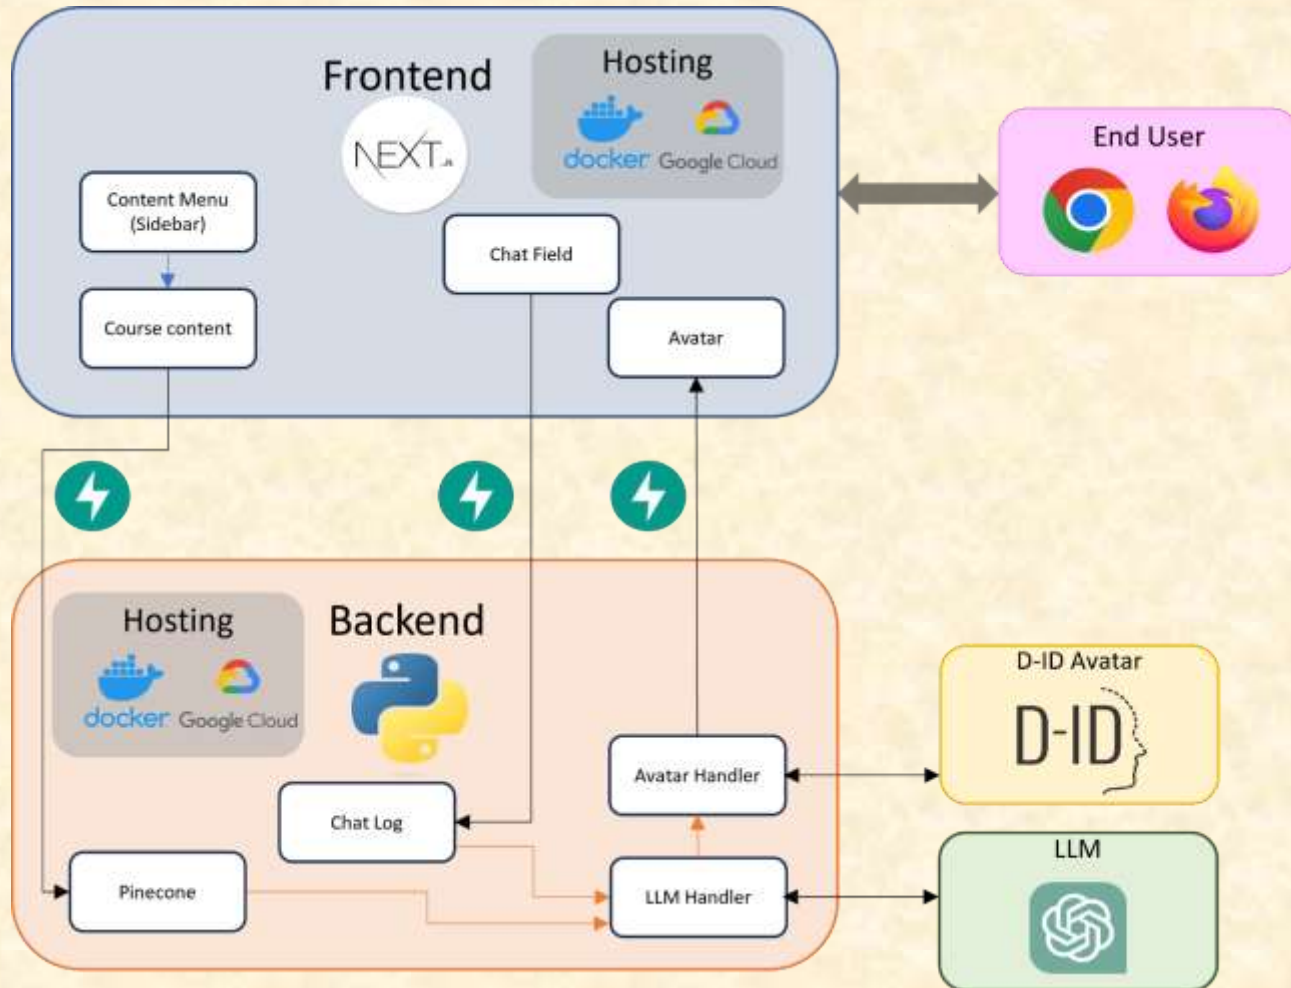 Frontend
NEXT.JS
Hosting
docker
Google Cloud
End User
Content Menu
(Sidebar)
Chat Field
Course content
Avatar
Hosting
docker
Google Cloud
Backend
D-ID Avatar
D-ID
Avatar Handler
Chat Log
LLM
Pinecone
LLM Handler